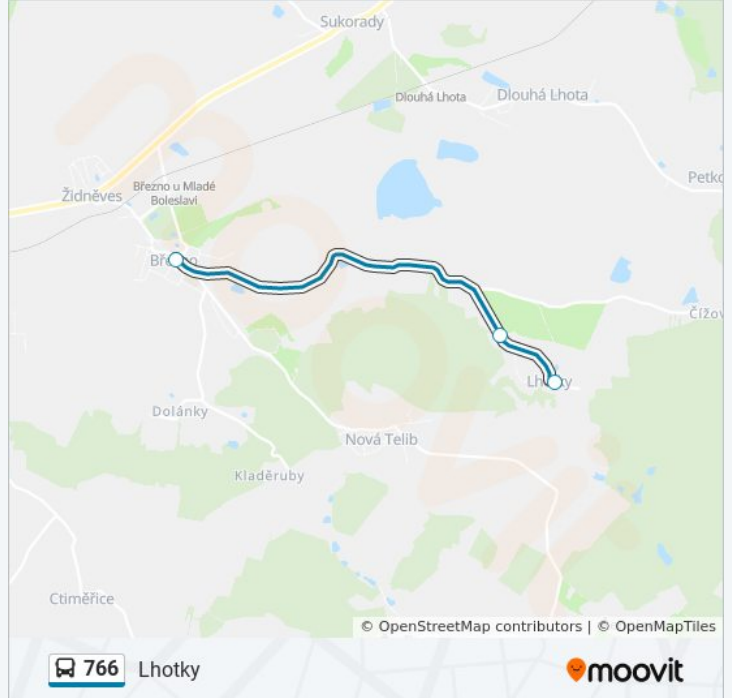 Sukorady
Dlouhá Lhota
Dlouhá Lhota
Petko
Březno u Mladé
Boleslavi
Židněves
Březno
Čížov
Lhotky
Dolánky
Nová Telib
Kladěruby
Ctiměřice
© OpenStreetMap contributors | © OpenMapTiles
766 Lhotky
moovit